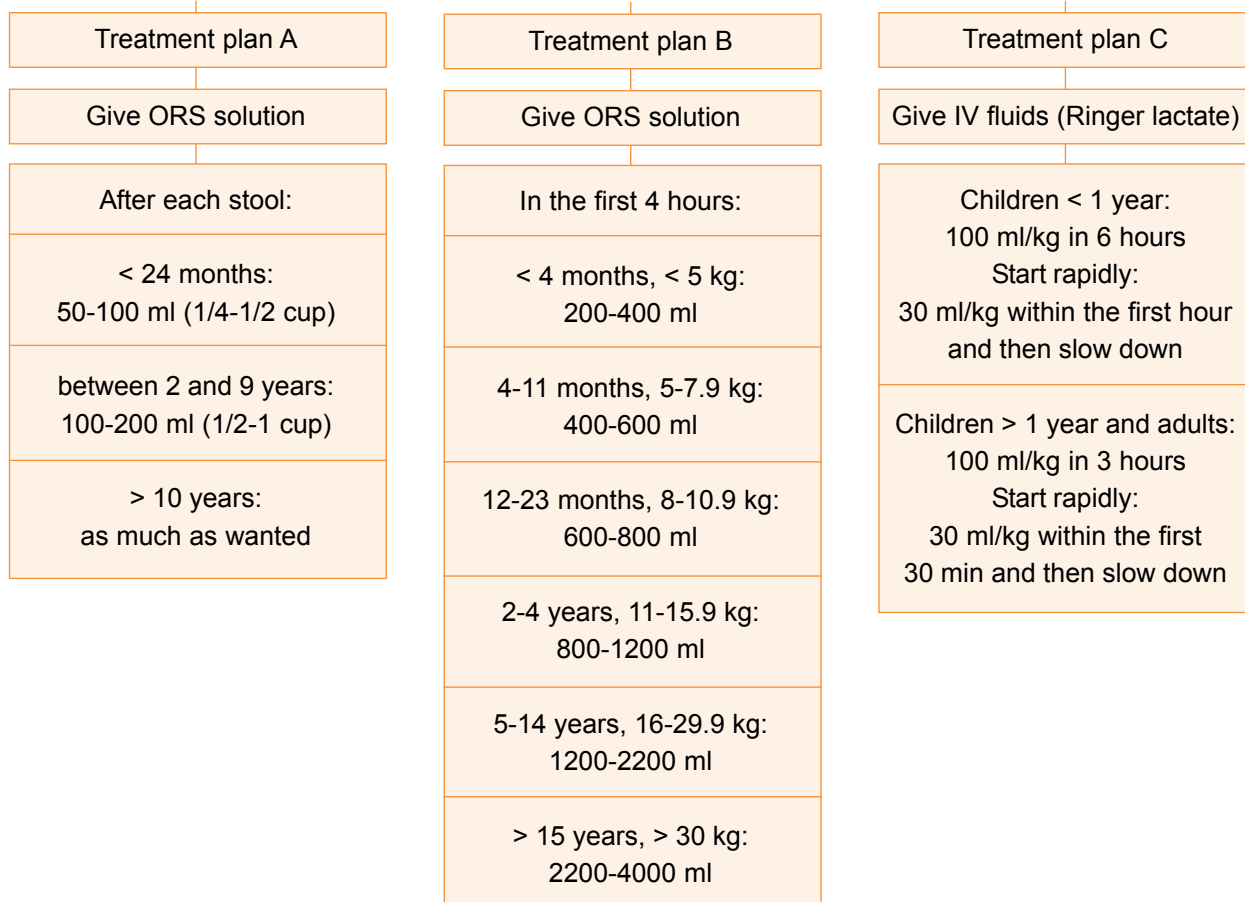 Treatment plan A
Give ORS solution
After each stool:
< 24 months:
50-100 ml (1/4-1/2 cup)
between 2 and 9 years:
100-200 ml (1/2-1 cup)
> 10 years:
as much as wanted
Treatment plan B
Give ORS solution
In the first 4 hours:
< 4 months, < 5 kg:
200-400 ml
4-11 months, 5-7.9 kg:
400-600 ml
12-23 months, 8-10.9 kg:
600-800 ml
2-4 years, 11-15.9 kg:
800-1200 ml
5-14 years, 16-29.9 kg:
1200-2200 ml
> 15 years, > 30 kg:
2200-4000 ml
Treatment plan C
Give IV fluids (Ringer lactate)
Children < 1 year:
100 ml/kg in 6 hours
Start rapidly:
30 ml/kg within the first hour
and then slow down
Children > 1 year and adults:
100 ml/kg in 3 hours
Start rapidly:
30 ml/kg within the first
30 min and then slow down